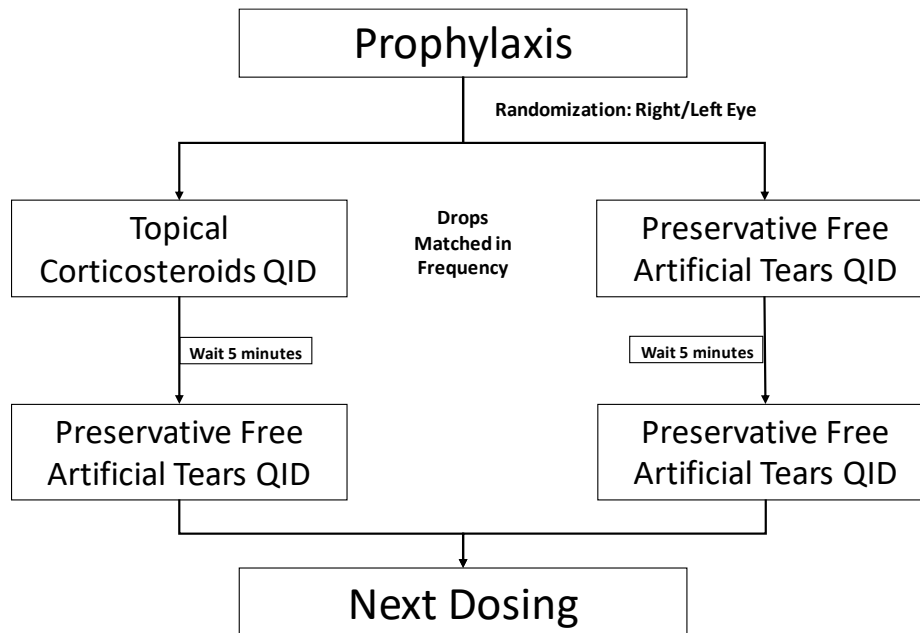 Prophylaxis
Randomization: Right/Left Eye
Topical
Corticosteroids QID
Drops
Matched in
Frequency
Preservative Free
Artificial Tears QID
Wait 5 minutes
Wait 5 minutes
Preservative Free
Artificial Tears QID
Preservative Free
Artificial Tears QID
Next Dosing